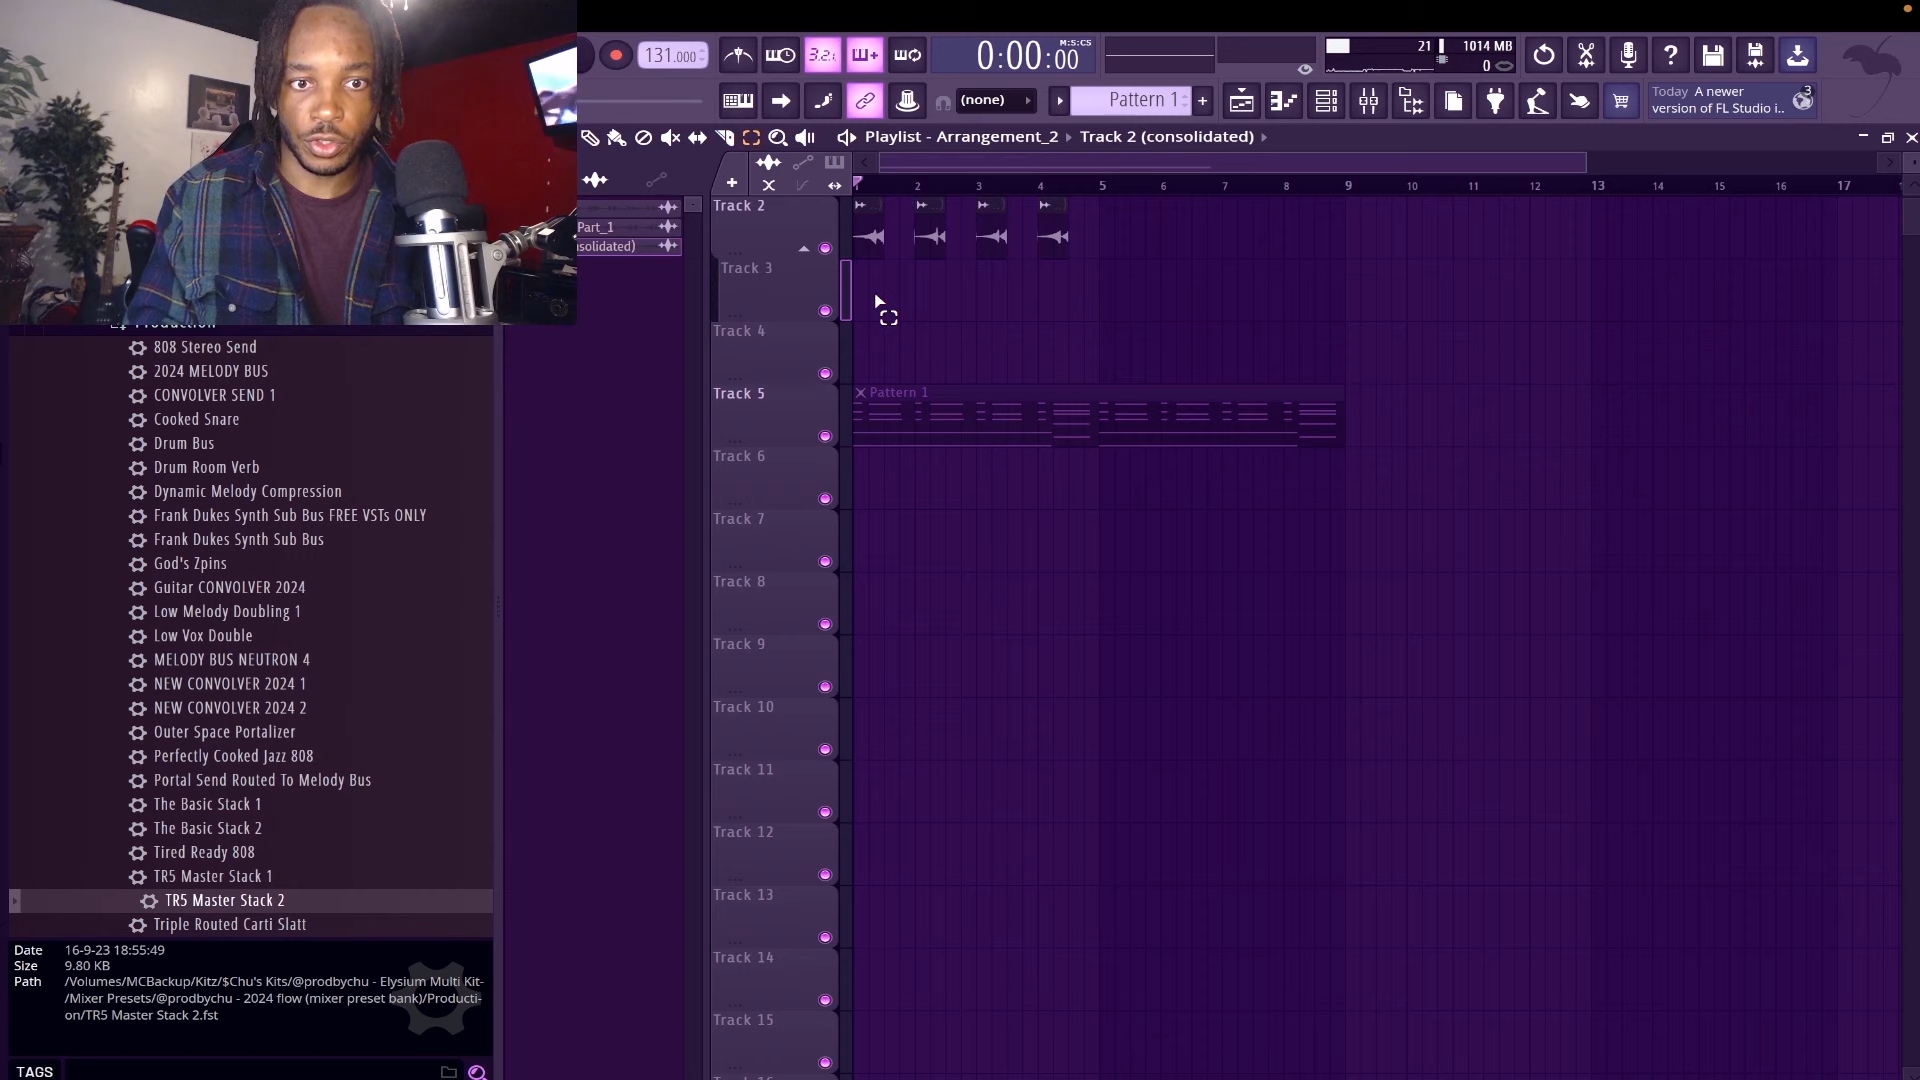 131.000
3.2.
0:00:00
M:S:CS
21
1014 MB
0
(none)
Pattern 1
Today A newer
version of FL Studio i..
3
Playlist - Arrangement_2 ▸ Track 2 (consolidated) ▸
Part_1
solidated)
2 3 4 5 6 7 8 9 10 11 12 13 14 15 16 17
Track 2
Track 3
Track 4
Track 5
Pattern 1
Track 6
Track 7
Track 8
Track 9
Track 10
Track 11
Track 12
Track 13
Track 14
Track 15
Production
808 Stereo Send
2024 MELODY BUS
CONVOLVER SEND 1
Cooked Snare
Drum Bus
Drum Room Verb
Dynamic Melody Compression
Frank Dukes Synth Sub Bus FREE VSTs ONLY
Frank Dukes Synth Sub Bus
God's Zpins
Guitar CONVOLVER 2024
Low Melody Doubling 1
Low Vox Double
MELODY BUS NEUTRON 4
NEW CONVOLVER 2024 1
NEW CONVOLVER 2024 2
Outer Space Portalizer
Perfectly Cooked Jazz 808
Portal Send Routed To Melody Bus
The Basic Stack 1
The Basic Stack 2
Tired Ready 808
TR5 Master Stack 1
TR5 Master Stack 2
Triple Routed Carti Slatt
Date 16-9-23 18:55:49
Size 9.80 KB
Path /Volumes/MCBackup/Kitz/$Chu's Kits/@prodbychu - Elysium Multi Kit-
/Mixer Presets/@prodbychu - 2024 flow (mixer preset bank)/Producti-
on/TR5 Master Stack 2.fst
TAGS